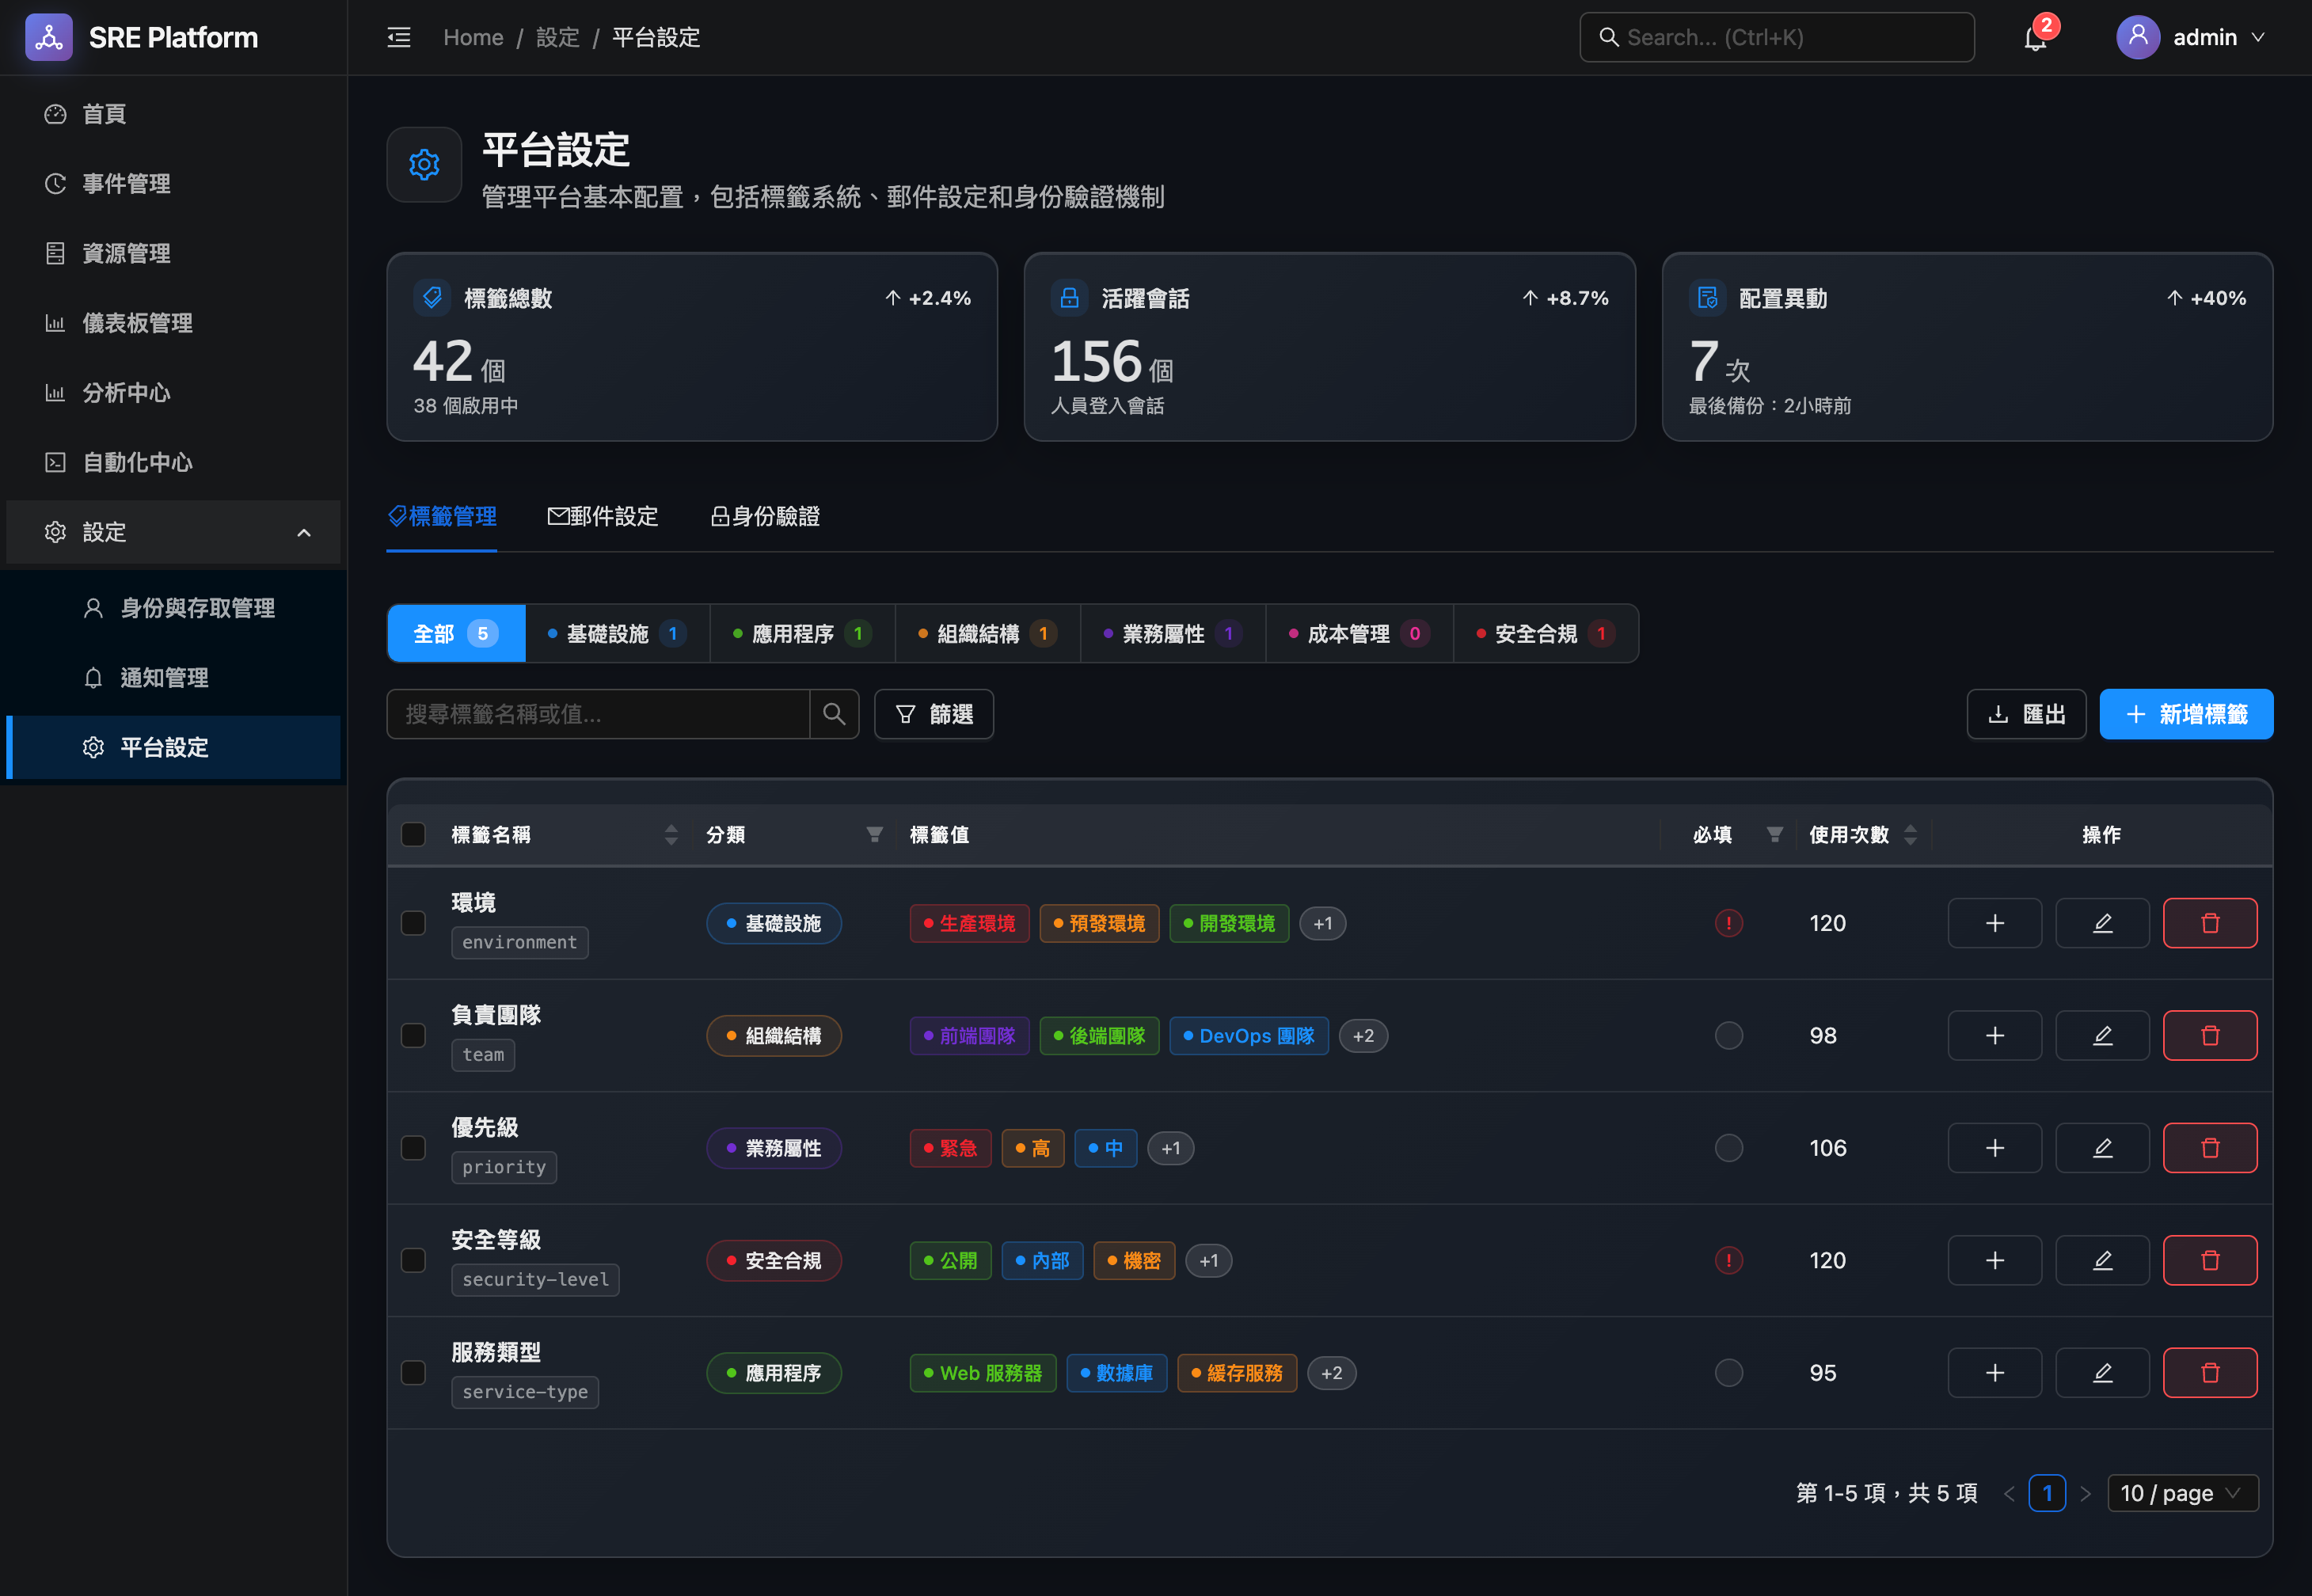 SRE Platform
Home / 設定 / 平台設定
Search... (Ctrl+K)
2
admin
首頁
事件管理
資源管理
儀表板管理
分析中心
自動化中心
設定
身份與存取管理
通知管理
平台設定
平台設定
管理平台基本配置，包括標籤系統、郵件設定和身份驗證機制
標籤總數
+2.4%
42 個
38 個啟用中
活躍會話
+8.7%
156 個
人員登入會話
配置異動
+40%
7 次
最後備份：2小時前
標籤管理
郵件設定
身份驗證
全部 5
基礎設施 1
應用程序 1
組織結構 1
業務屬性 1
成本管理 0
安全合規 1
搜尋標籤名稱或值...
篩選
匯出
新增標籤
標籤名稱 分類 標籤值 必填 使用次數 操作
環境
environment
基礎設施
生產環境 預發環境 開發環境 +1
120
負責團隊
team
組織結構
前端團隊 後端團隊 DevOps 團隊 +2
98
優先級
priority
業務屬性
緊急 高 中 +1
106
安全等級
security-level
安全合規
公開 內部 機密 +1
120
服務類型
service-type
應用程序
Web 服務器 數據庫 緩存服務 +2
95
第 1-5 項，共 5 項 < 1 > 10 / page